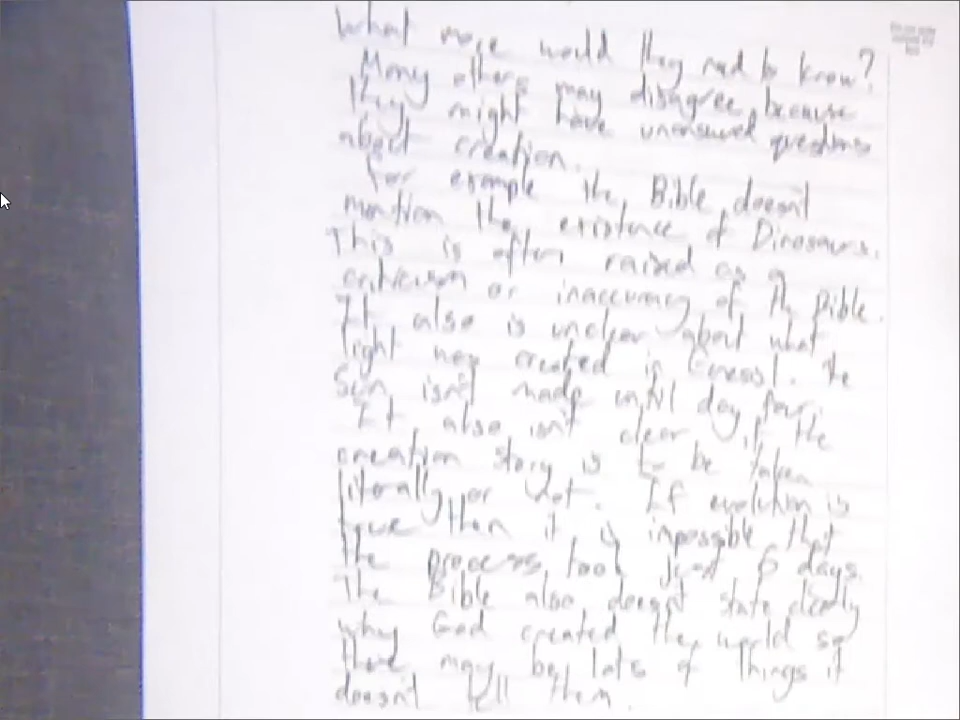 What more would they need to know?
Many others may disagree because
they might have unanswered questions
about creation.
For example the Bible doesn't
mention the existence of Dinosaurs.
This is often raised as a
criticism or inaccuracy of the Bible.
It also is unclear about what
light was created in Genesis 1. the
Sun isn't made until day four.
It also isn't clear if the
creation story is to be taken
literally or not. If evolution is
true then it is impossible that
the process took just 6 days.
The Bible also doesn't state clearly
why God created the world so
there may be lots of things it
doesn't tell them.